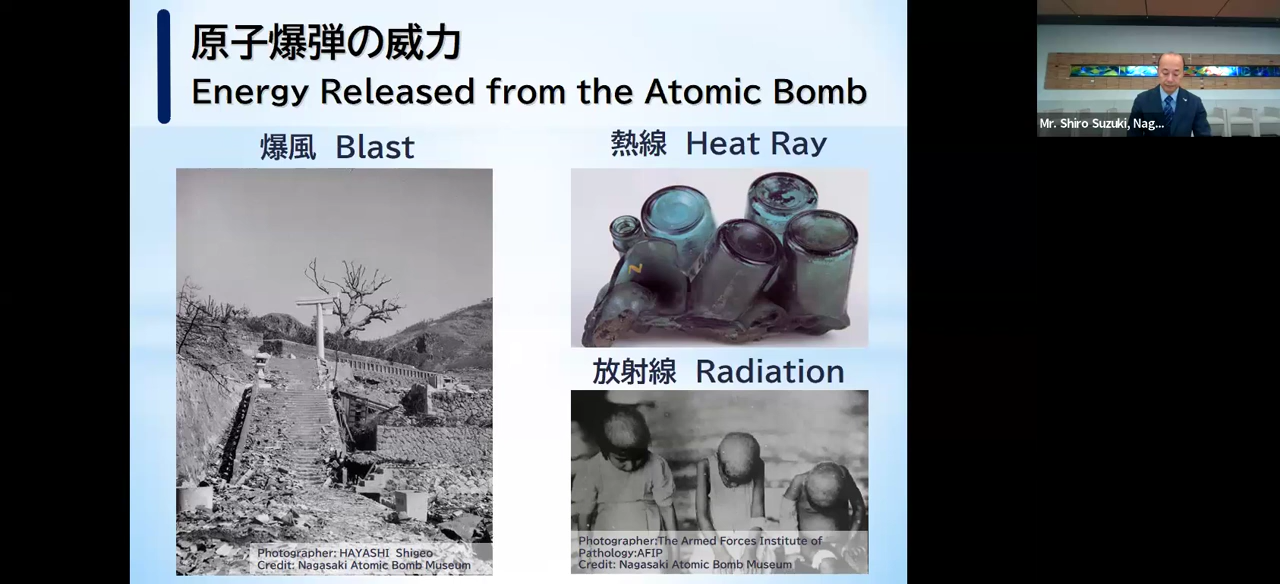 原子爆弾の威力
Energy Released from the Atomic Bomb
爆風 Blast
熱線 Heat Ray
放射線 Radiation
Photographer: HAYASHI Shigeo
Credit: Nagasaki Atomic Bomb Museum
Photographer:The Armed Forces Institute of
Pathology:AFIP
Credit: Nagasaki Atomic Bomb Museum
Mr. Shiro Suzuki, Nag...